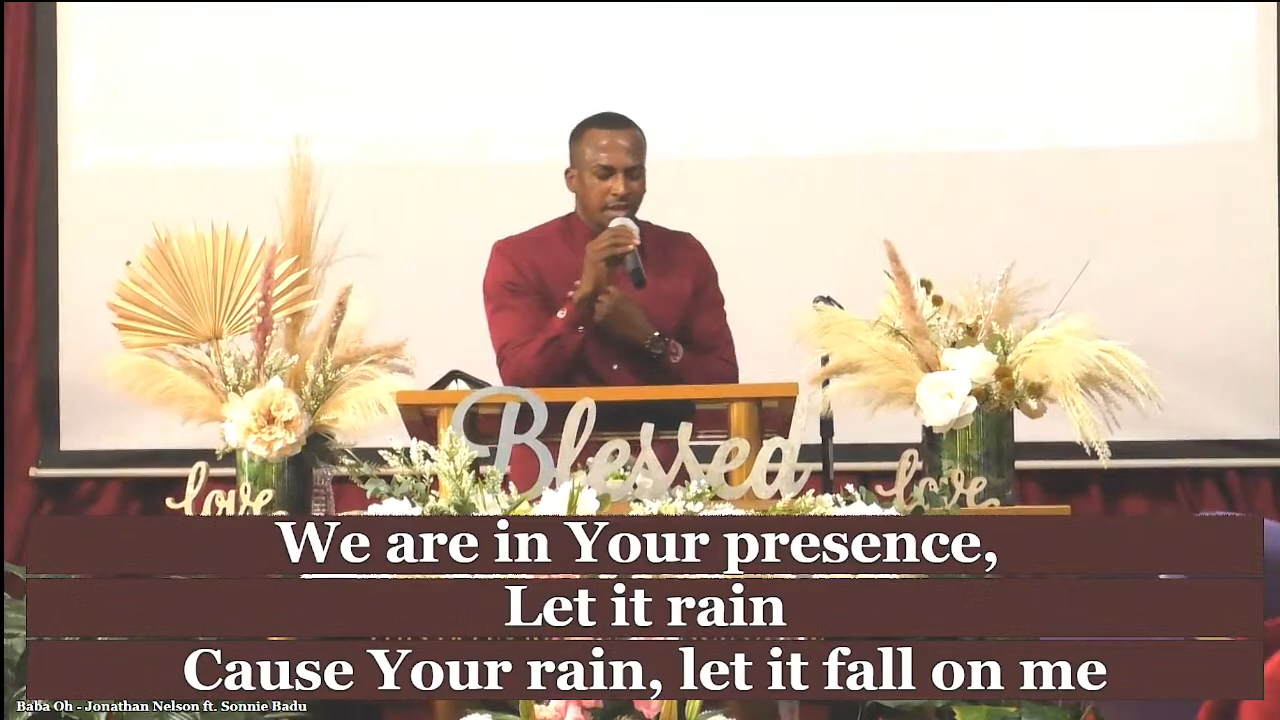 Blessed
love
love
We are in Your presence,
Let it rain
Cause Your rain, let it fall on me
Baba Oh - Jonathan Nelson ft. Sonnie Badu